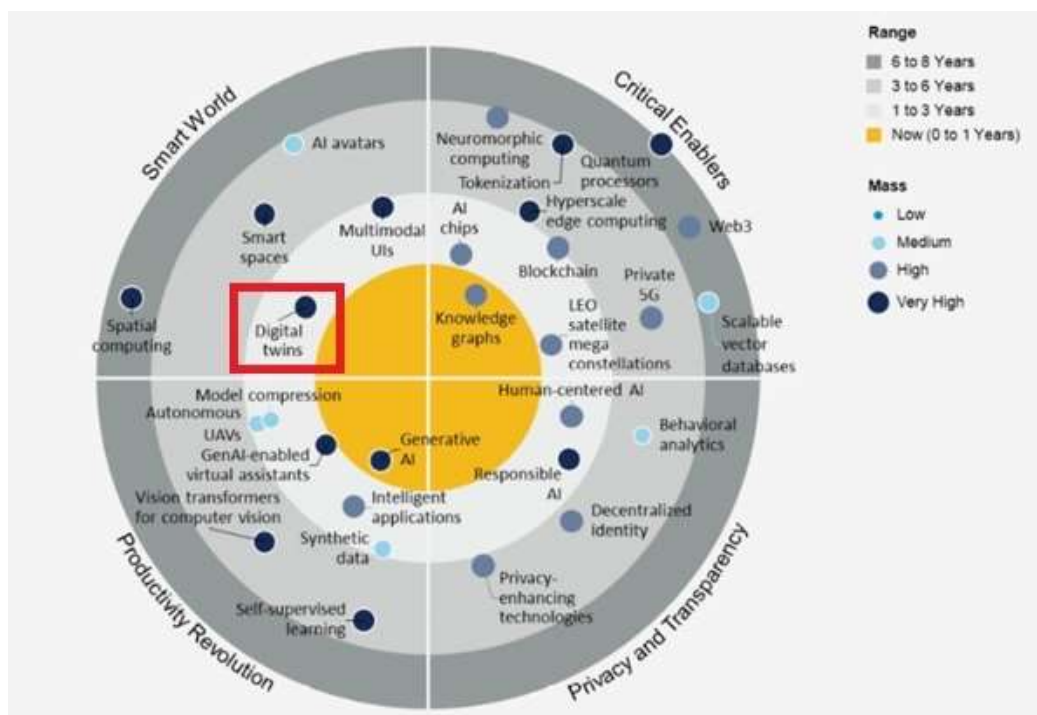 Range
6 to 8 Years
3 to 6 Years
1 to 3 Years
Now (0 to 1 Years)
Mass
Low
Medium
High
Very High
Smart World
AI avatars
Smart
spaces
Multimodal
UIs
Spatial
computing
Digital
twins
Critical Enablers
Neuromorphic
computing
Tokenization
Quantum
processors
AI
chips
Hyperscale
edge computing
Web3
Blockchain
Private
5G
Knowledge
graphs
LEO
satellite
mega
constellations
Scalable
vector
databases
Model compression
Autonomous
UAVs
GenAI-enabled
virtual assistants
Generative
AI
Vision transformers
for computer vision
Intelligent
applications
Synthetic
data
Self-supervised
learning
Productivity Revolution
Human-centered AI
Behavioral
analytics
Responsible
AI
Decentralized
identity
Privacy-
enhancing
technologies
Privacy and Transparency